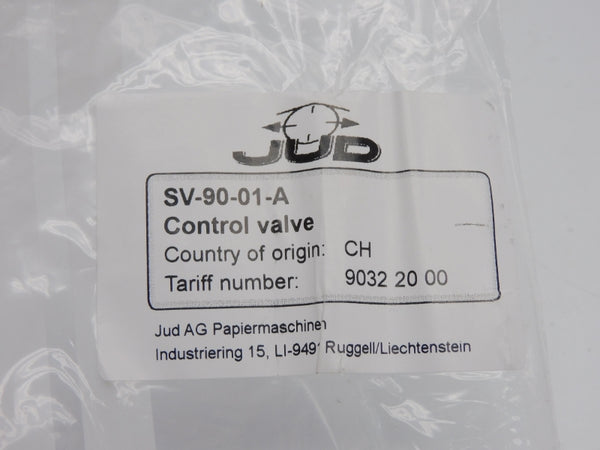 JUD
SV-90-01-A
Control valve
Country of origin: CH
Tariff number: 9032 20 00
Jud AG Papiermaschinen
Industriering 15, LI-9491 Ruggell/Liechtenstein